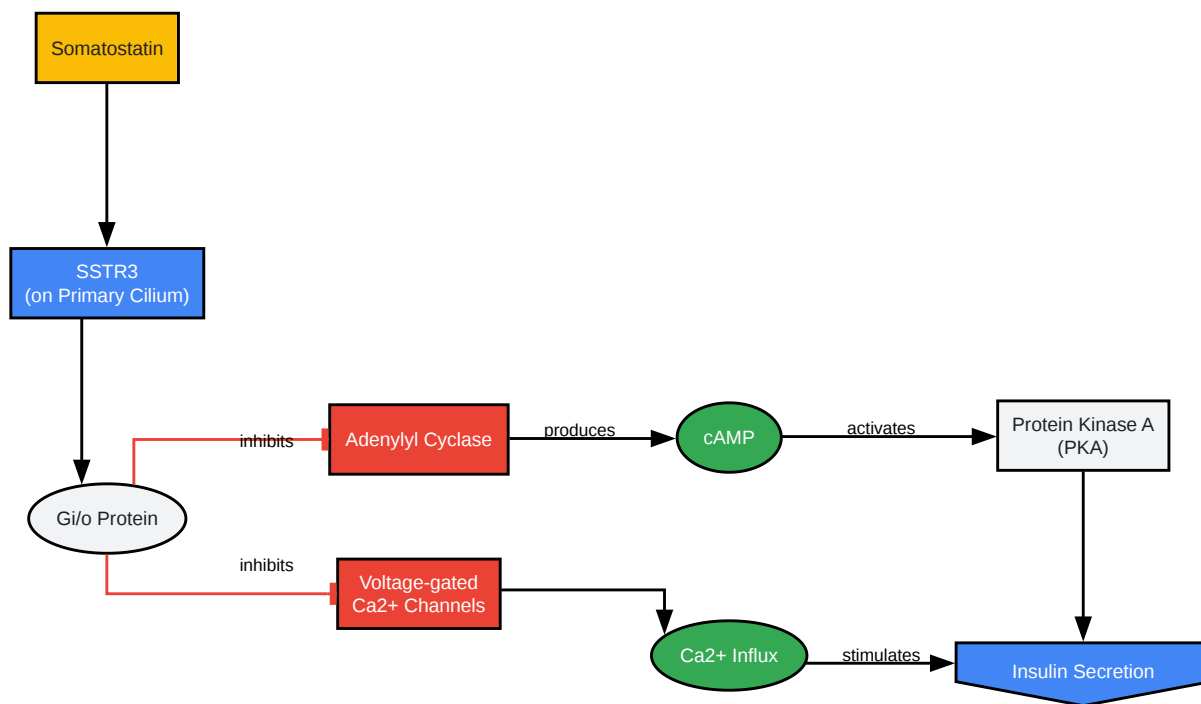 Somatostatin
SSTR3
(on Primary Cilium)
inhibits
Adenylyl Cyclase
produces
cAMP
activates
Protein Kinase A
(PKA)
Gi/o Protein
inhibits
Voltage-gated
Ca2+ Channels
Ca2+ Influx
stimulates
Insulin Secretion